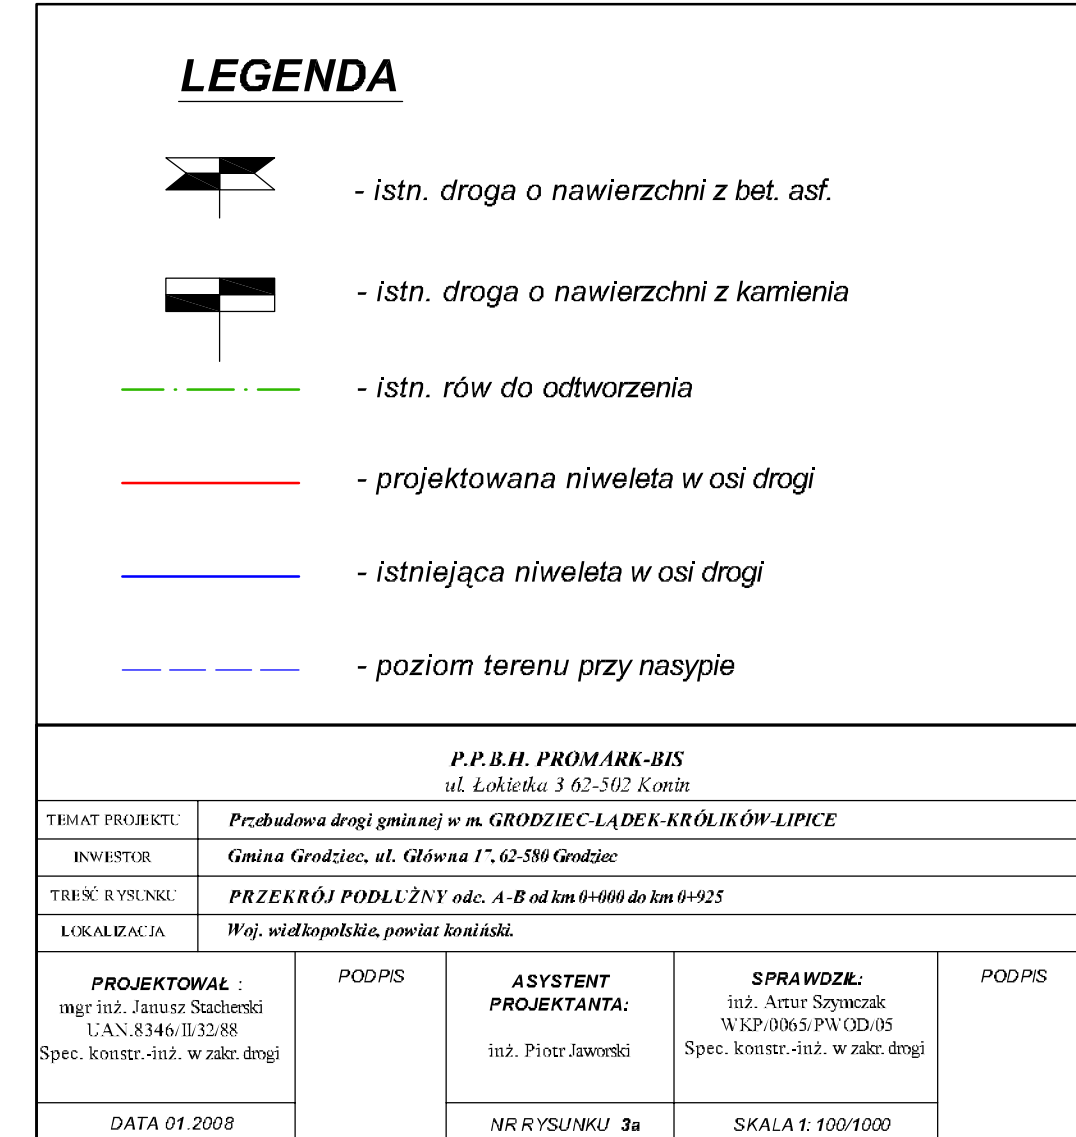 LEGENDA
- istn. droga o nawierzchni z bet. asf.
- istn. droga o nawierzchni z kamienia
- istn. rów do odtworzenia
- projektowana niweleta w osi drogi
- istniejąca niweleta w osi drogi
- poziom terenu przy nasypie
P.P.B.H. PROMARK-BIS
ul. Łokietka 3 62-502 Konin
TEMAT PROJEKTU
Przebudowa drogi gminnej w m. GRODZIEC-LĄDEK-KRÓLIKÓW-LIPICE
INWESTOR
Gmina Grodziec, ul. Główna 17, 62-580 Grodziec
TREŚĆ RYSUNKU
PRZEKRÓJ PODŁUŻNY odc. A-B od km 0+000 do km 0+925
LOKALIZACJA
Woj. wielkopolskie, powiat koniński.
PROJEKTOWAŁ :
mgr inż. Janusz Stacherski
UAN.8346/II/32/88
Spec. konstr.-inż. w zakr. drogi
DATA 01.2008
PODPIS
ASYSTENT
PROJEKTANTA:
inż. Piotr Jaworski
NR RYSUNKU 3a
SPRAWDZIŁ:
inż. Artur Szymczak
WKP/0065/PWOD/05
Spec. konstr.-inż. w zakr. drogi
SKALA 1: 100/1000
PODPIS